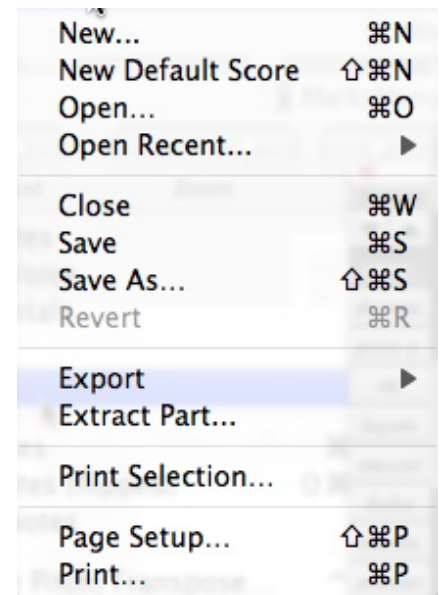 New... ⌘N
New Default Score ⇧⌘N
Open... ⌘O
Open Recent... ▶
Close ⌘W
Save ⌘S
Save As... ⇧⌘S
Revert ⌘R
Export ▶
Extract Part...
Print Selection...
Page Setup... ⇧⌘P
Print... ⌘P